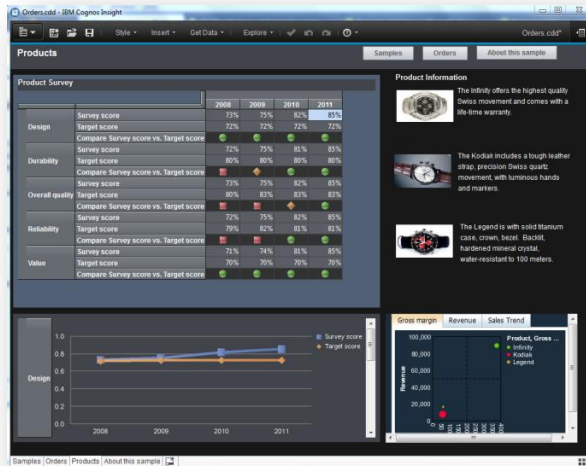 Orders.cdd - IBM Cognos Insight
Style Insert Get Data Explore Orders.cdd*
Products
Samples Orders About this sample
Product Survey
2008 2009 2010 2011
Design
Survey score 73% 75% 82% 85%
Target score 72% 72% 72% 72%
Compare Survey score vs. Target score
Durability
Survey score 72% 75% 81% 85%
Target score 80% 80% 80% 80%
Compare Survey score vs. Target score
Overall quality
Survey score 73% 75% 82% 85%
Target score 80% 83% 83% 83%
Compare Survey score vs. Target score
Reliability
Survey score 72% 75% 82% 85%
Target score 79% 82% 81% 81%
Compare Survey score vs. Target score
Value
Survey score 71% 74% 81% 85%
Target score 70% 70% 70% 70%
Compare Survey score vs. Target score
Product Information
The Infinity offers the highest quality
Swiss movement and comes with a
life-time warranty.
The Kodiak includes a tough leather
strap, precision Swiss quartz
movement, with luminous hands
and markers.
The Legend is with solid titanium
case, crown, bezel. Backlit,
hardened mineral crystal,
water-resistant to 100 meters.
Design
1.0
0.8
0.6
0.4
0.2
0.0
2008 2009 2010 2011
Survey score
Target score
Gross margin Revenue Sales Trend
Revenue
100,000
80,000
60,000
40,000
20,000
0
0 50 100 150 200 250 300 350 400
Product, Gross ...
Infinity
Kodiak
Legend
Samples Orders Products About this sample